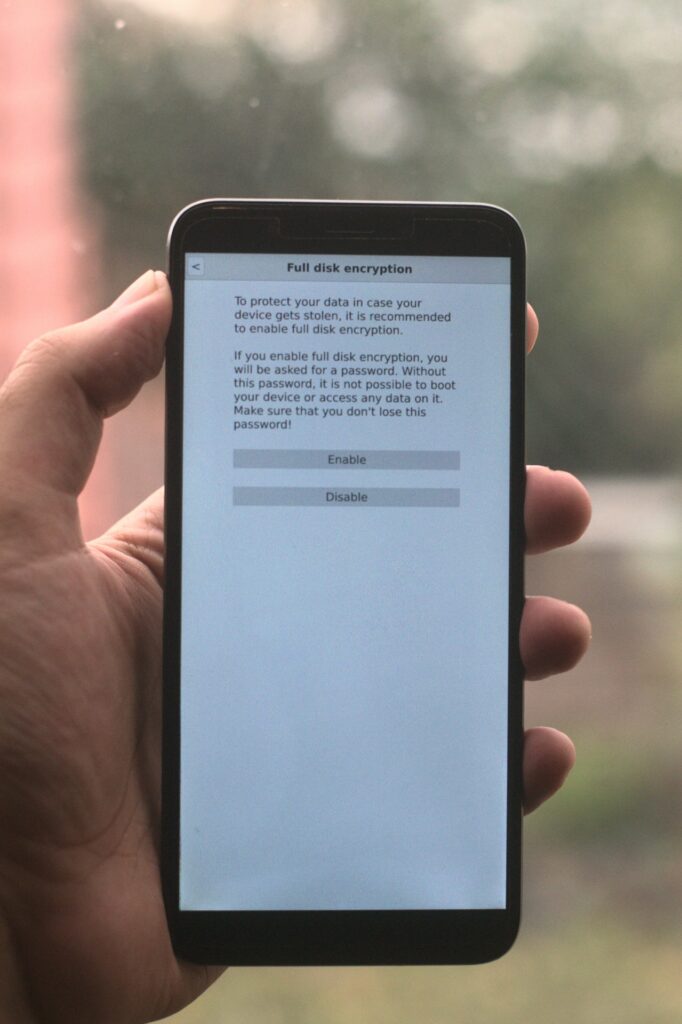 <
Full disk encryption
To protect your data in case your
device gets stolen, it is recommended
to enable full disk encryption.
If you enable full disk encryption, you
will be asked for a password. Without
this password, it is not possible to boot
your device or access any data on it.
Make sure that you don't lose this
password!
Enable
Disable